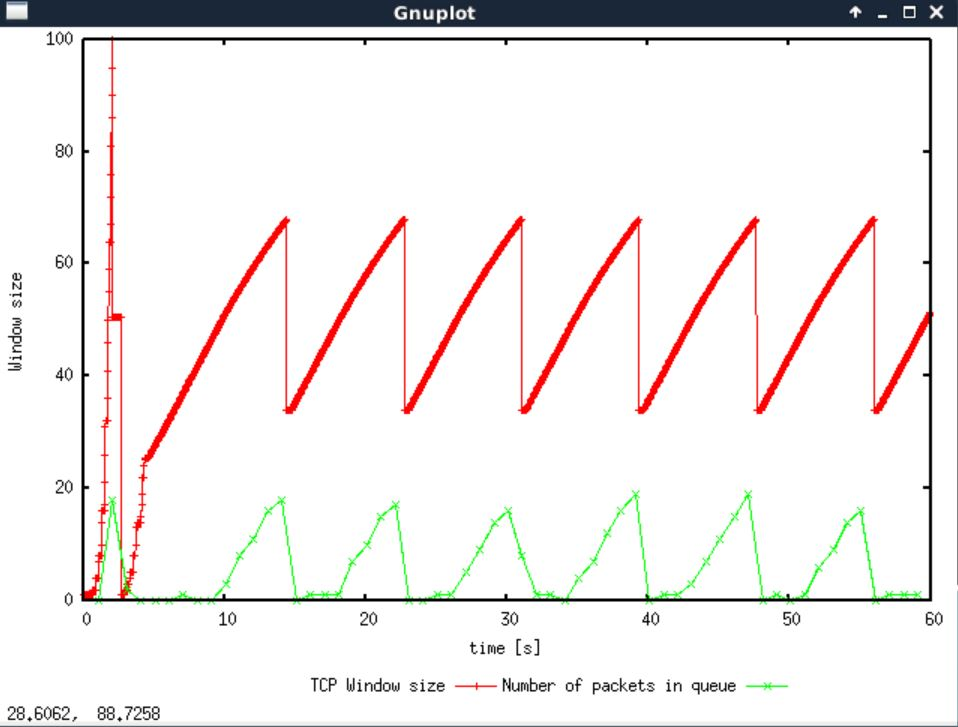 Gnuplot
100
80
60
40
20
0
Window size
0 10 20 30 40 50 60
time [s]
TCP Window size Number of packets in queue
28.6062, 88.7258